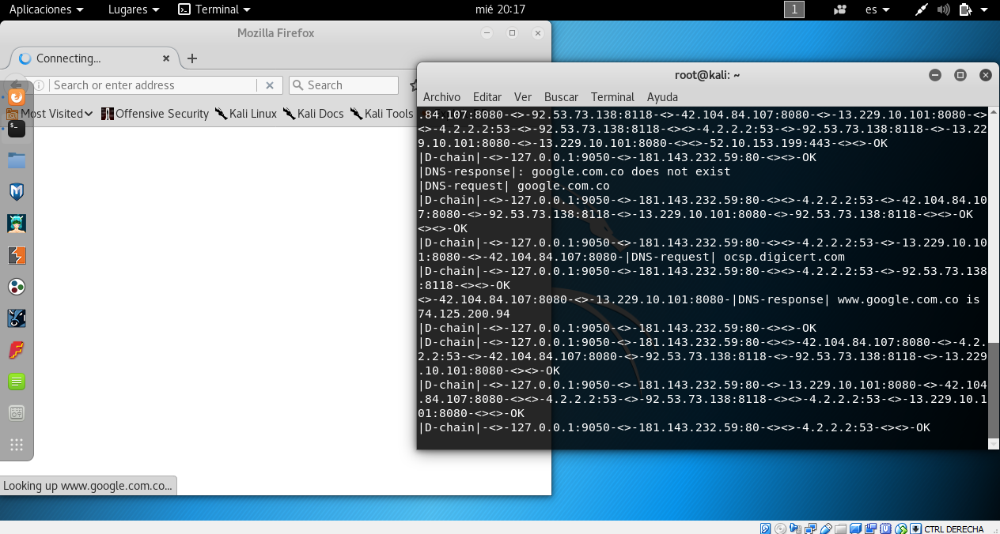 Aplicaciones Lugares Terminal mié 20:17 1 es
Mozilla Firefox
Connecting...
Search or enter address Search
Most Visited Offensive Security Kali Linux Kali Docs Kali Tools
Looking up www.google.com.co...
root@kali: ~
Archivo Editar Ver Buscar Terminal Ayuda
.84.107:8080-<>-92.53.73.138:8118-<>-42.104.84.107:8080-<>-13.229.10.101:8080-<>
<>-4.2.2.2:53-<>-92.53.73.138:8118-<><>-4.2.2.2:53-<>-92.53.73.138:8118-<>-13.22
9.10.101:8080-<>-13.229.10.101:8080-<><>-52.10.153.199:443-<><>-OK
|D-chain|-<>-127.0.0.1:9050-<>-181.143.232.59:80-<><>-OK
|DNS-response|: google.com.co does not exist
|DNS-request| google.com.co
|D-chain|-<>-127.0.0.1:9050-<>-181.143.232.59:80-<><>-4.2.2.2:53-<>-42.104.84.10
7:8080-<>-92.53.73.138:8118-<>-13.229.10.101:8080-<>-92.53.73.138:8118-<><>-OK
<><>-OK
|D-chain|-<>-127.0.0.1:9050-<>-181.143.232.59:80-<><>-4.2.2.2:53-<>-13.229.10.10
1:8080-<>-42.104.84.107:8080-|DNS-request| ocsp.digicert.com
|D-chain|-<>-127.0.0.1:9050-<>-181.143.232.59:80-<><>-4.2.2.2:53-<>-92.53.73.138
:8118-<><>-OK
<>-42.104.84.107:8080-<>-13.229.10.101:8080-|DNS-response| www.google.com.co is
74.125.200.94
|D-chain|-<>-127.0.0.1:9050-<>-181.143.232.59:80-<><>-OK
|D-chain|-<>-127.0.0.1:9050-<>-181.143.232.59:80-<><>-42.104.84.107:8080-<>-4.2.
2.2:53-<>-42.104.84.107:8080-<>-92.53.73.138:8118-<>-92.53.73.138:8118-<>-13.229
.10.101:8080-<><>-OK
|D-chain|-<>-127.0.0.1:9050-<>-181.143.232.59:80-<><>-13.229.10.101:8080-<>-42.104
.84.107:8080-<><>-4.2.2.2:53-<>-92.53.73.138:8118-<><>-4.2.2.2:53-<>-13.229.10.1
01:8080-<><>-OK
|D-chain|-<>-127.0.0.1:9050-<>-181.143.232.59:80-<><>-4.2.2.2:53-<><>-OK
CTRL DERECHA